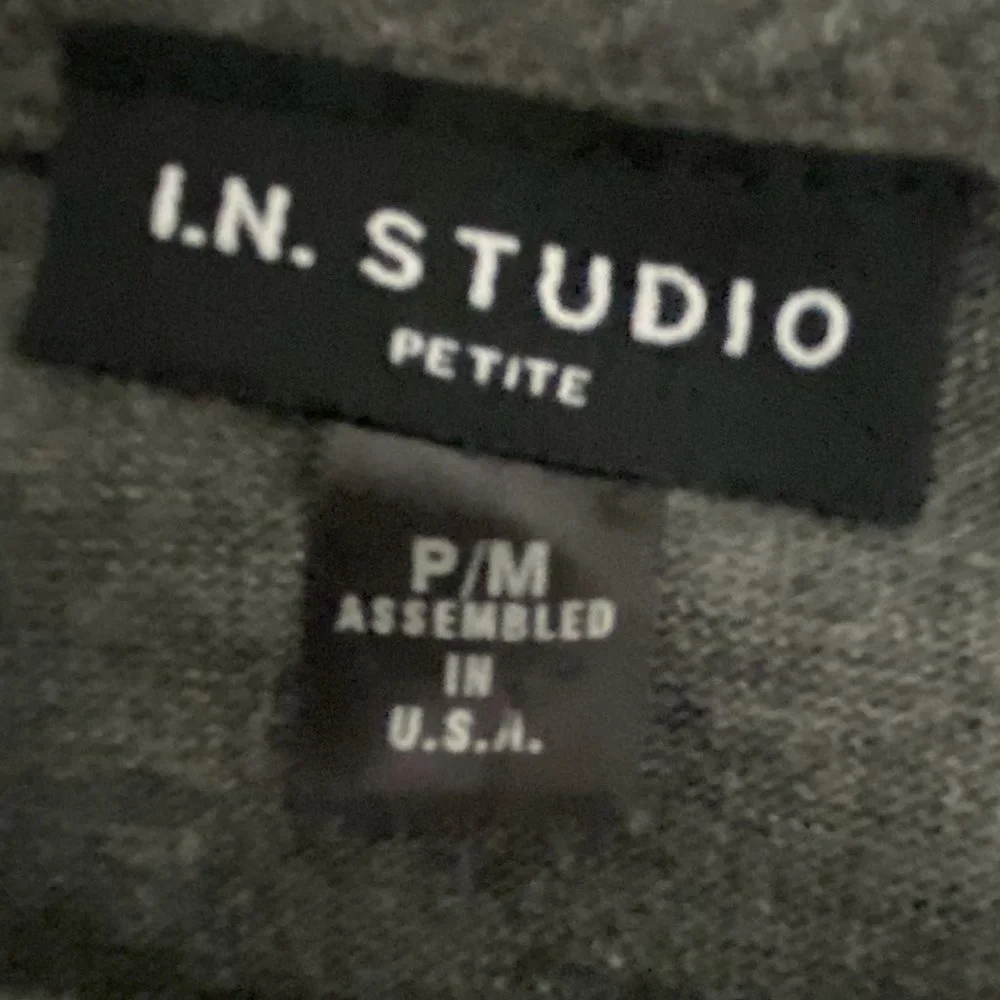 I.N. STUDIO
PETITE
P/M
ASSEMBLED
IN
U.S.A.